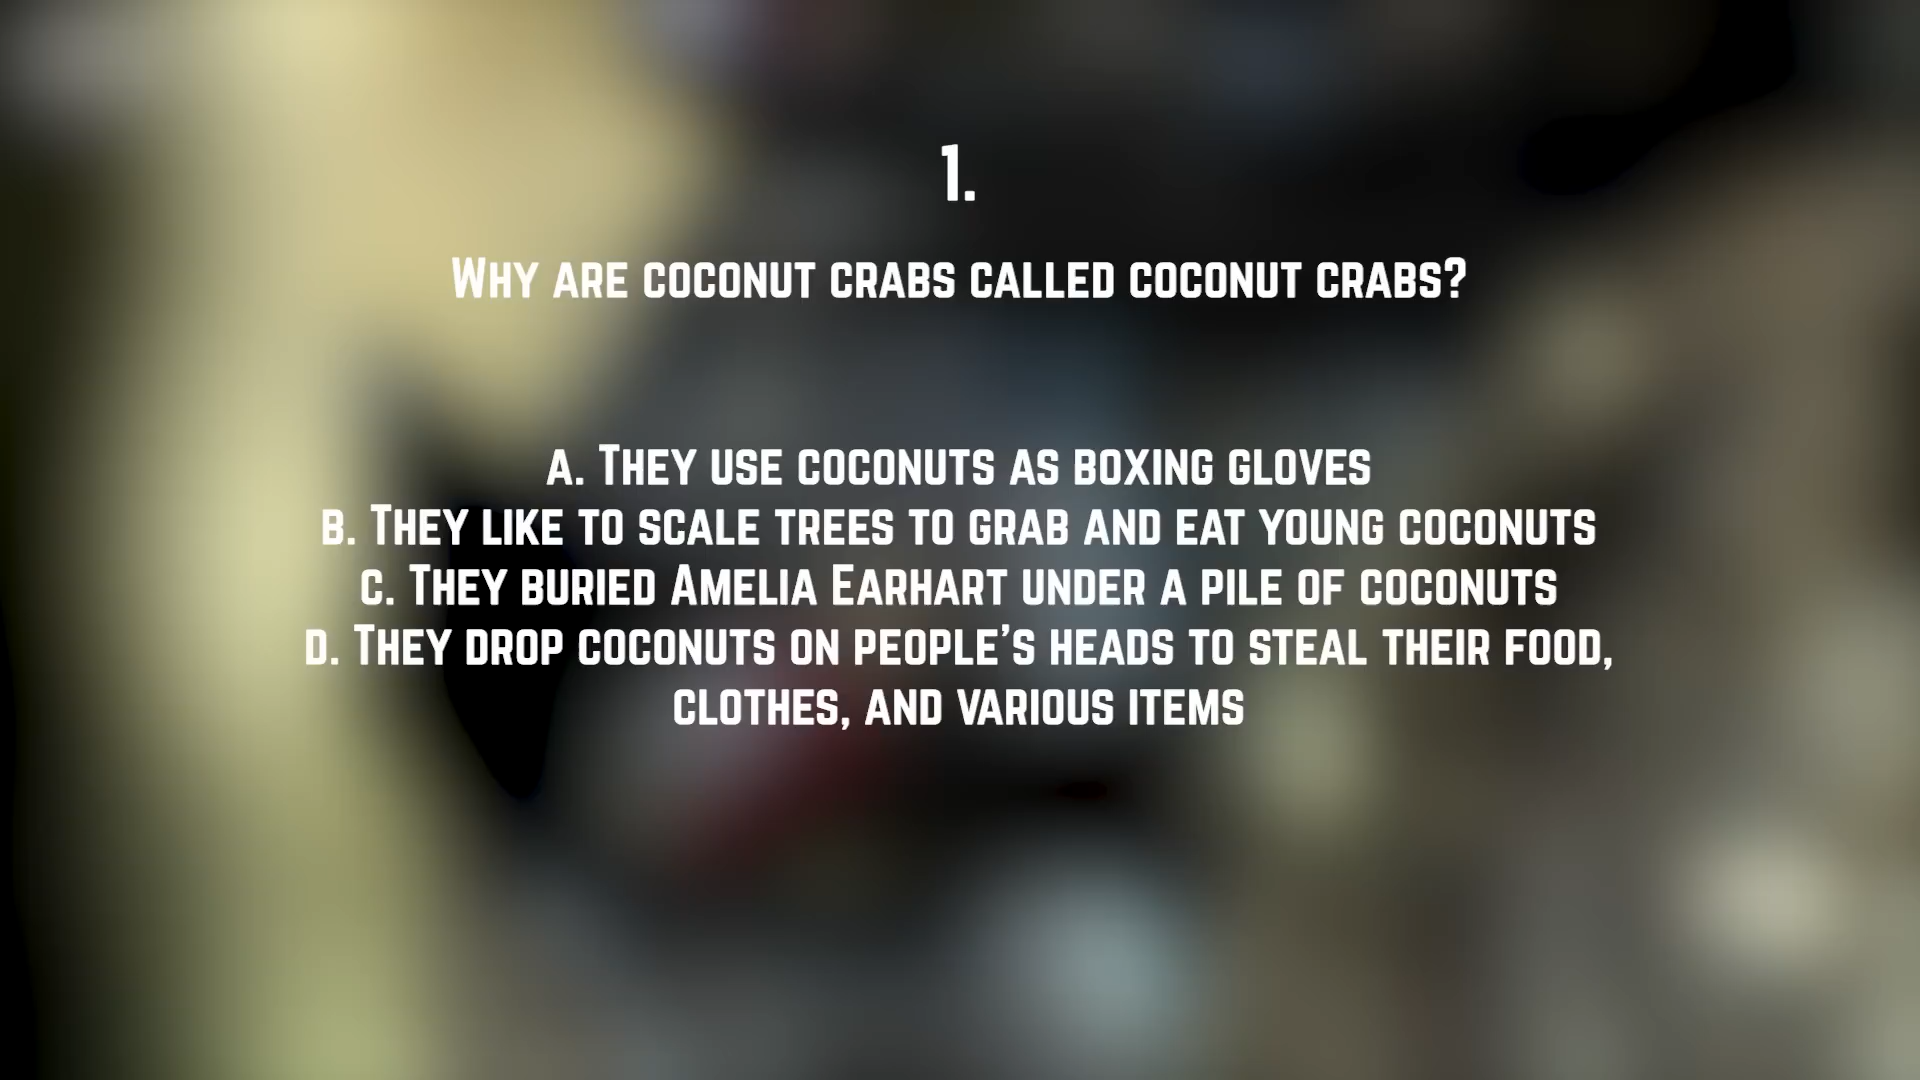 1.
Why are coconut crabs called coconut crabs?
a. They use coconuts as boxing gloves
b. They like to scale trees to grab and eat young coconuts
c. They buried Amelia Earhart under a pile of coconuts
d. They drop coconuts on people's heads to steal their food,
clothes, and various items